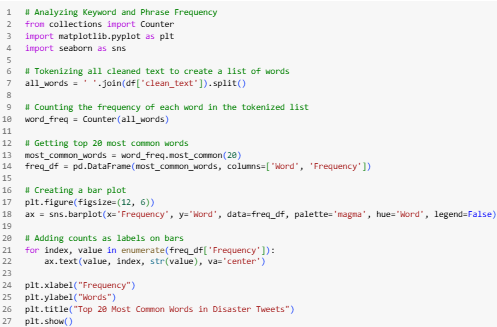 1 # Analyzing Keyword and Phrase Frequency
2 from collections import Counter
3 import matplotlib.pyplot as plt
4 import seaborn as sns
5
6 # Tokenizing all cleaned text to create a list of words
7 all_words = ' '.join(df['clean_text']).split()
8
9 # Counting the frequency of each word in the tokenized list
10 word_freq = Counter(all_words)
11
12 # Getting top 20 most common words
13 most_common_words = word_freq.most_common(20)
14 freq_df = pd.DataFrame(most_common_words, columns=['Word', 'Frequency'])
15
16 # Creating a bar plot
17 plt.figure(figsize=(12, 6))
18 ax = sns.barplot(x='Frequency', y='Word', data=freq_df, palette='magma', hue='Word', legend=False)
19
20 # Adding counts as labels on bars
21 for index, value in enumerate(freq_df['Frequency']):
22     ax.text(value, index, str(value), va='center')
23
24 plt.xlabel("Frequency")
25 plt.ylabel("Words")
26 plt.title("Top 20 Most Common Words in Disaster Tweets")
27 plt.show()